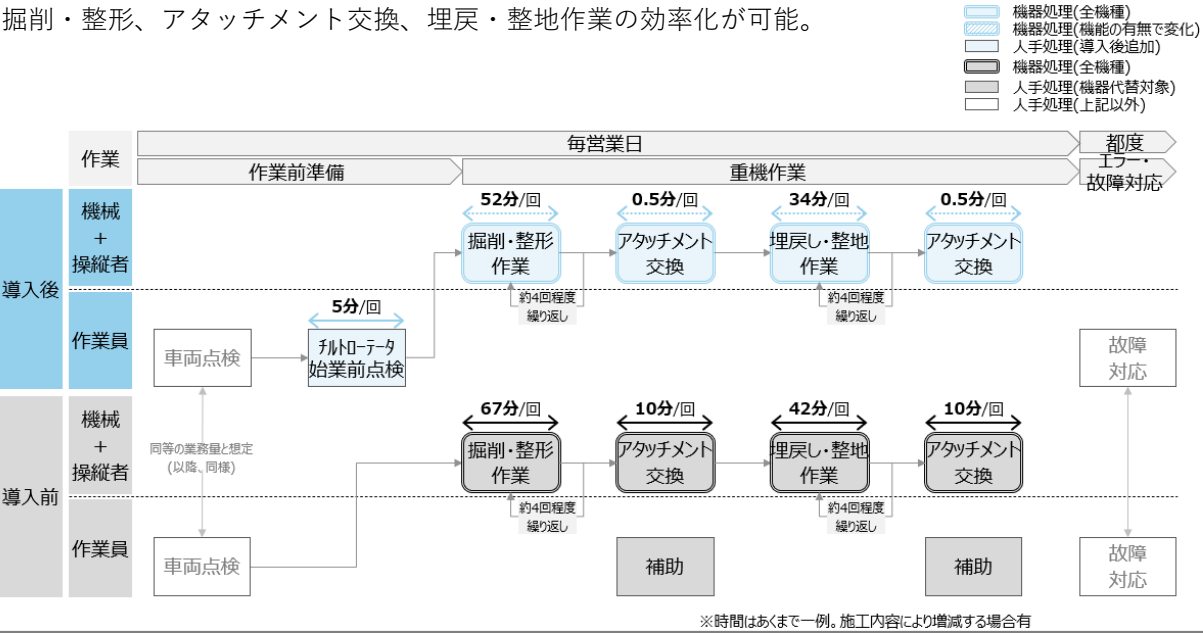 掘削・整形、アタッチメント交換、埋戻・整地作業の効率化が可能。
機器処理(全機種)
機器処理(機能の有無で変化)
人手処理(導入後追加)
機器処理(全機種)
人手処理(機器代替対象)
人手処理(上記以外)
作業
毎営業日
都度
作業前準備
重機作業
エラー・
故障対応
導入後
機械
+
操縦者
52分/回
0.5分/回
34分/回
0.5分/回
掘削・整形
作業
アタッチメント
交換
埋戻し・整地
作業
アタッチメント
交換
約4回程度
繰り返し
約4回程度
繰り返し
作業員
5分/回
車両点検
チルトローテータ
始業前点検
故障
対応
同等の業務量と想定
(以降、同様)
導入前
機械
+
操縦者
67分/回
10分/回
42分/回
10分/回
掘削・整形
作業
アタッチメント
交換
埋戻し・整地
作業
アタッチメント
交換
約4回程度
繰り返し
約4回程度
繰り返し
作業員
車両点検
補助
補助
故障
対応
※時間はあくまで一例。施工内容により増減する場合有